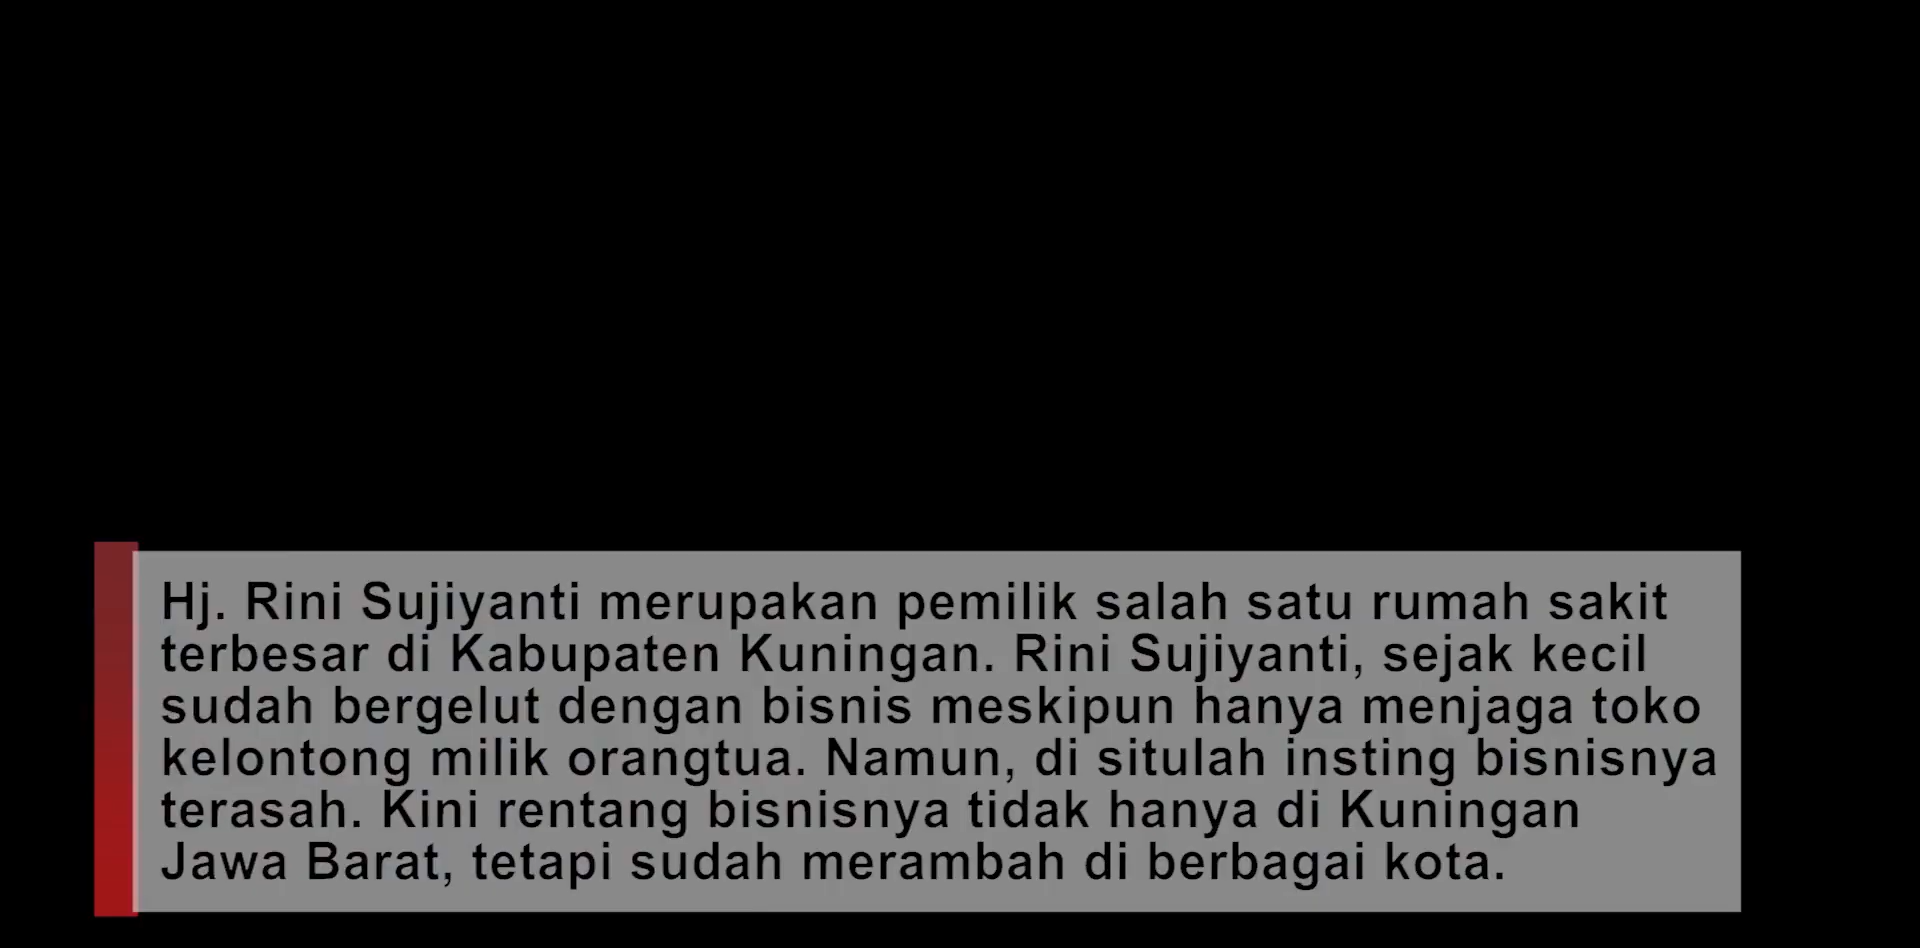 Hj. Rini Sujiyanti merupakan pemilik salah satu rumah sakit
terbesar di Kabupaten Kuningan. Rini Sujiyanti, sejak kecil
sudah bergelut dengan bisnis meskipun hanya menjaga toko
kelontong milik orangtua. Namun, di situlah insting bisnisnya
terasah. Kini rentang bisnisnya tidak hanya di Kuningan
Jawa Barat, tetapi sudah merambah di berbagai kota.